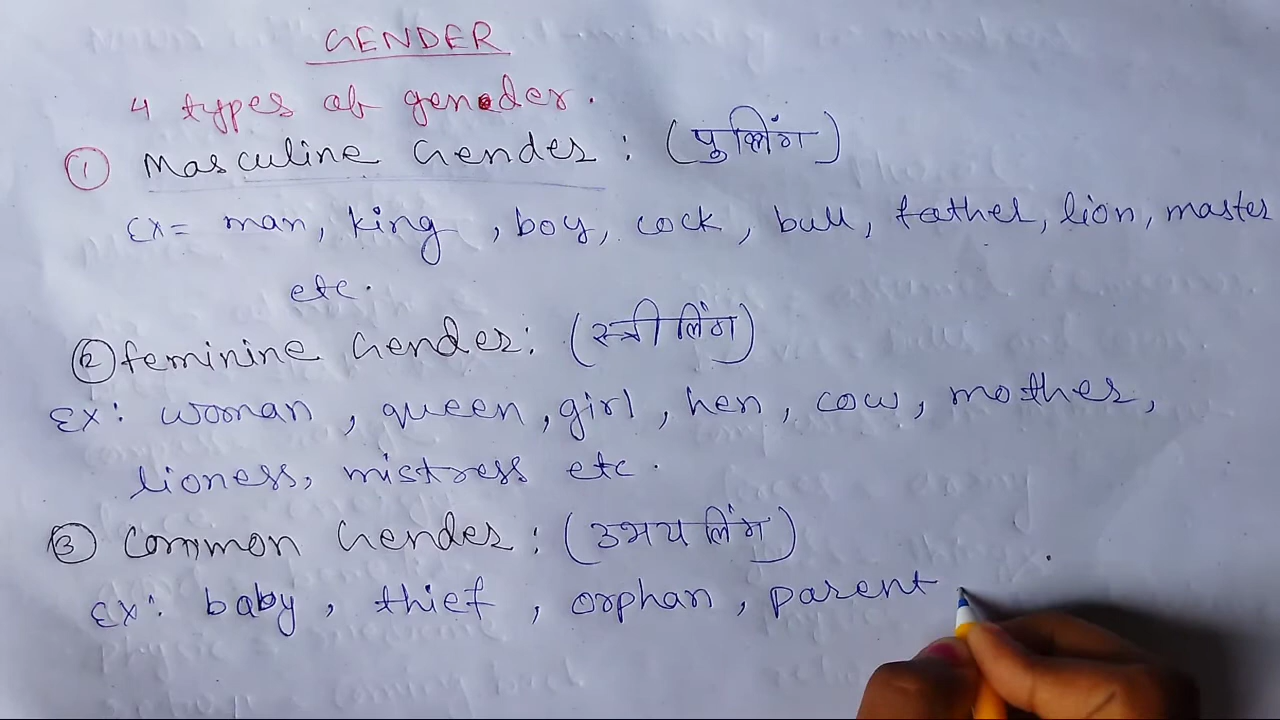 GENDER
4 types of gender.
① Masculine Gender : (पुल्लिंग)
Ex= man, king, boy, cock, bull, father, lion, master
etc.
② feminine Gender: (स्त्रीलिंग)
Ex: woman, queen, girl, hen, cow, mother,
lioness, mistress etc.
③ Common Gender: (उभयलिंग)
Ex: baby, thief, orphan, parent